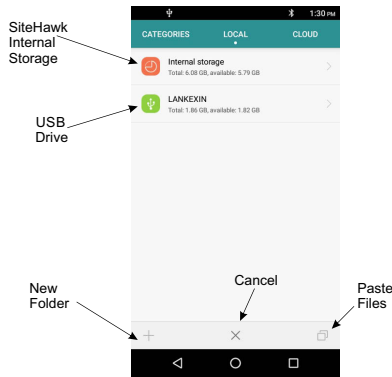 SiteHawk
Internal
Storage
1:30 PM
CATEGORIES LOCAL CLOUD
Internal storage
Total: 6.08 GB, available: 5.79 GB
USB
Drive
LANKEXIN
Total: 1.86 GB, available: 1.82 GB
New
Folder
Cancel
Paste
Files